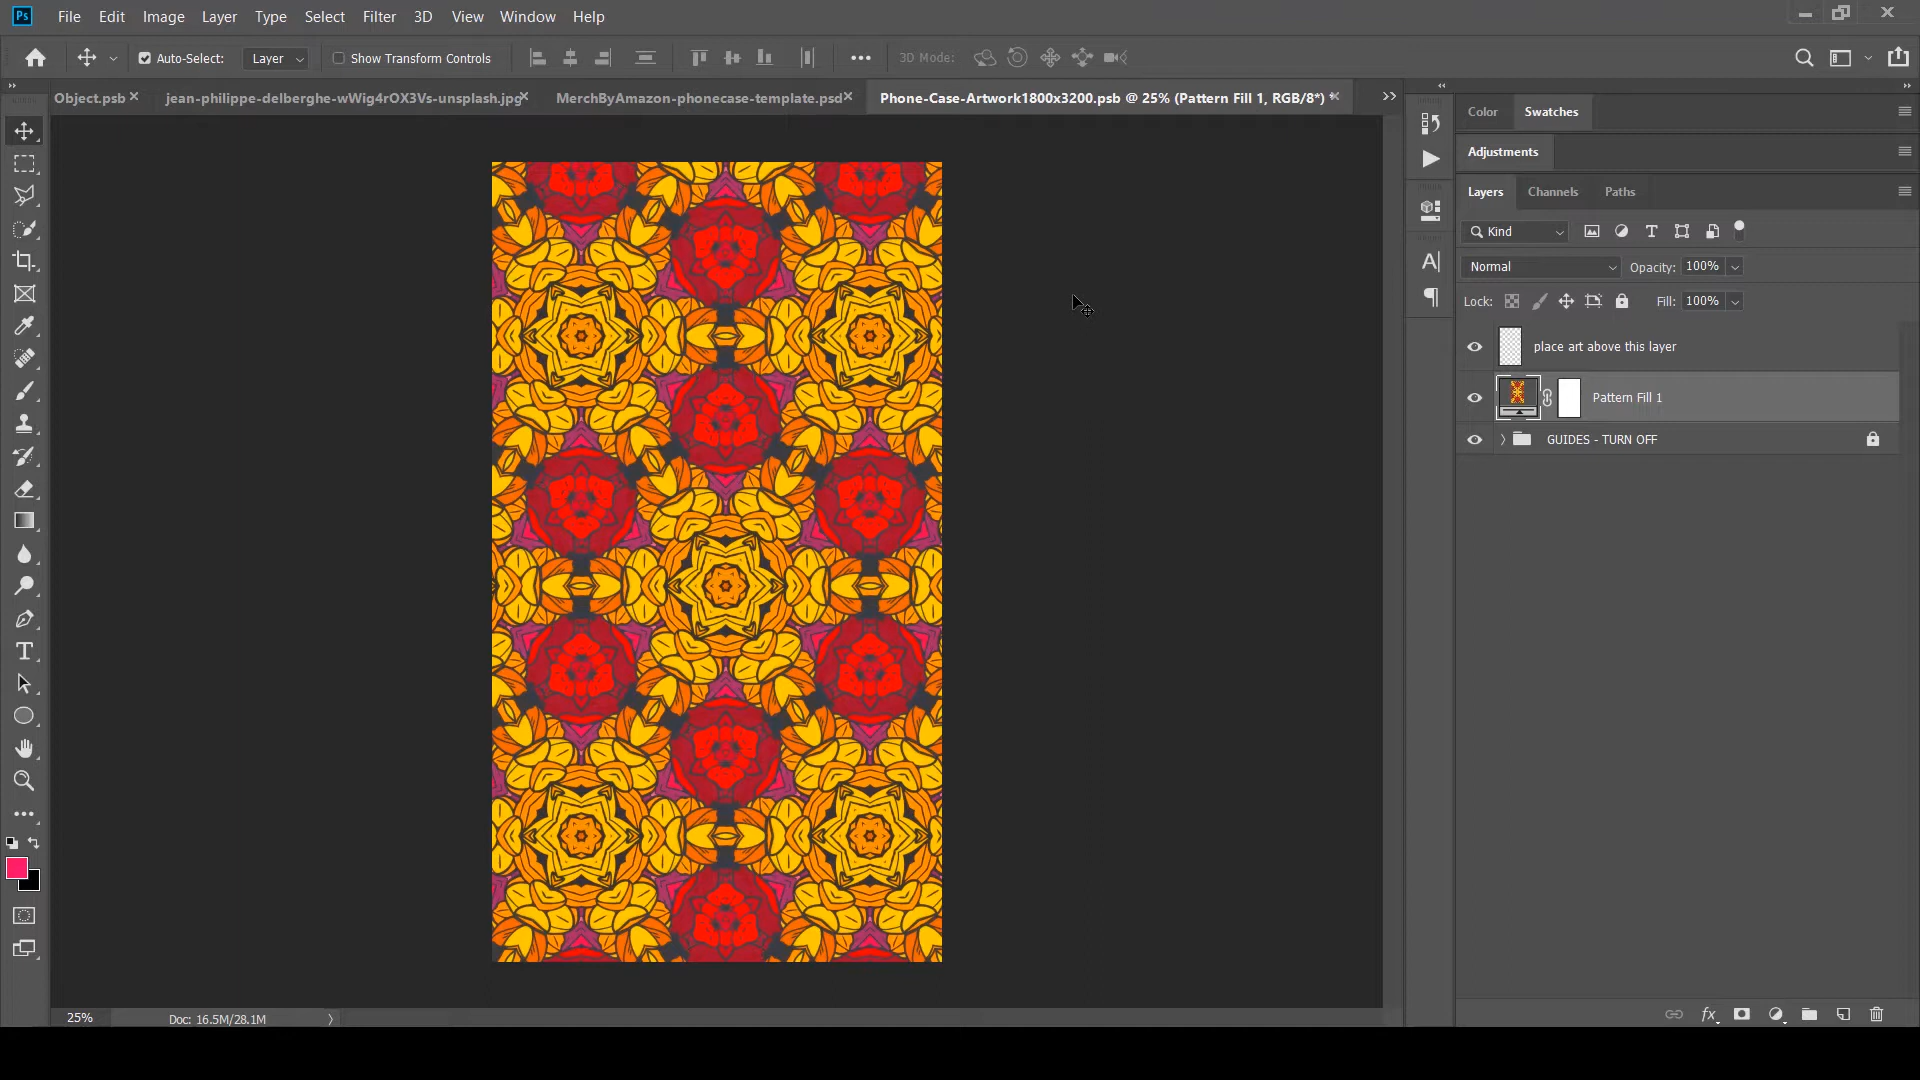 Ps File Edit Image Layer Type Select Filter 3D View Window Help
Auto-Select: Layer Show Transform Controls 3D Mode:
Object.psb jean-philippe-delberghe-wWig4rOX3Vs-unsplash.jpg MerchByAmazon-phonecase-template.psd Phone-Case-Artwork1800x3200.psb @ 25% (Pattern Fill 1, RGB/8*) *
Color Swatches
Adjustments
Layers Channels Paths
Kind
Normal Opacity: 100%
Lock: Fill: 100%
place art above this layer
Pattern Fill 1
GUIDES - TURN OFF
25% Doc: 16.5M/28.1M
fx